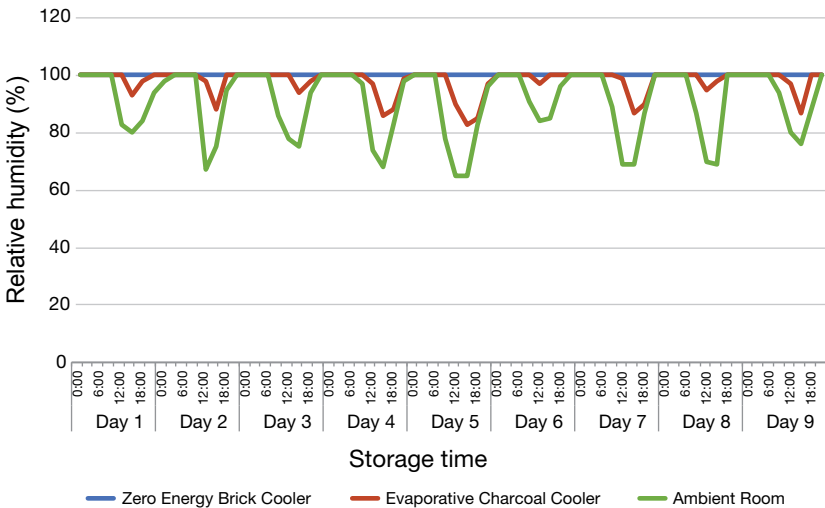 Relative humidity (%)
120
100
80
60
40
20
0
0:00 6:00 12:00 18:00 0:00 6:00 12:00 18:00 0:00 6:00 12:00 18:00 0:00 6:00 12:00 18:00 0:00 6:00 12:00 18:00 0:00 6:00 12:00 18:00 0:00 6:00 12:00 18:00 0:00 6:00 12:00 18:00 0:00 6:00 12:00 18:00
Day 1 Day 2 Day 3 Day 4 Day 5 Day 6 Day 7 Day 8 Day 9
Storage time
Zero Energy Brick Cooler Evaporative Charcoal Cooler Ambient Room